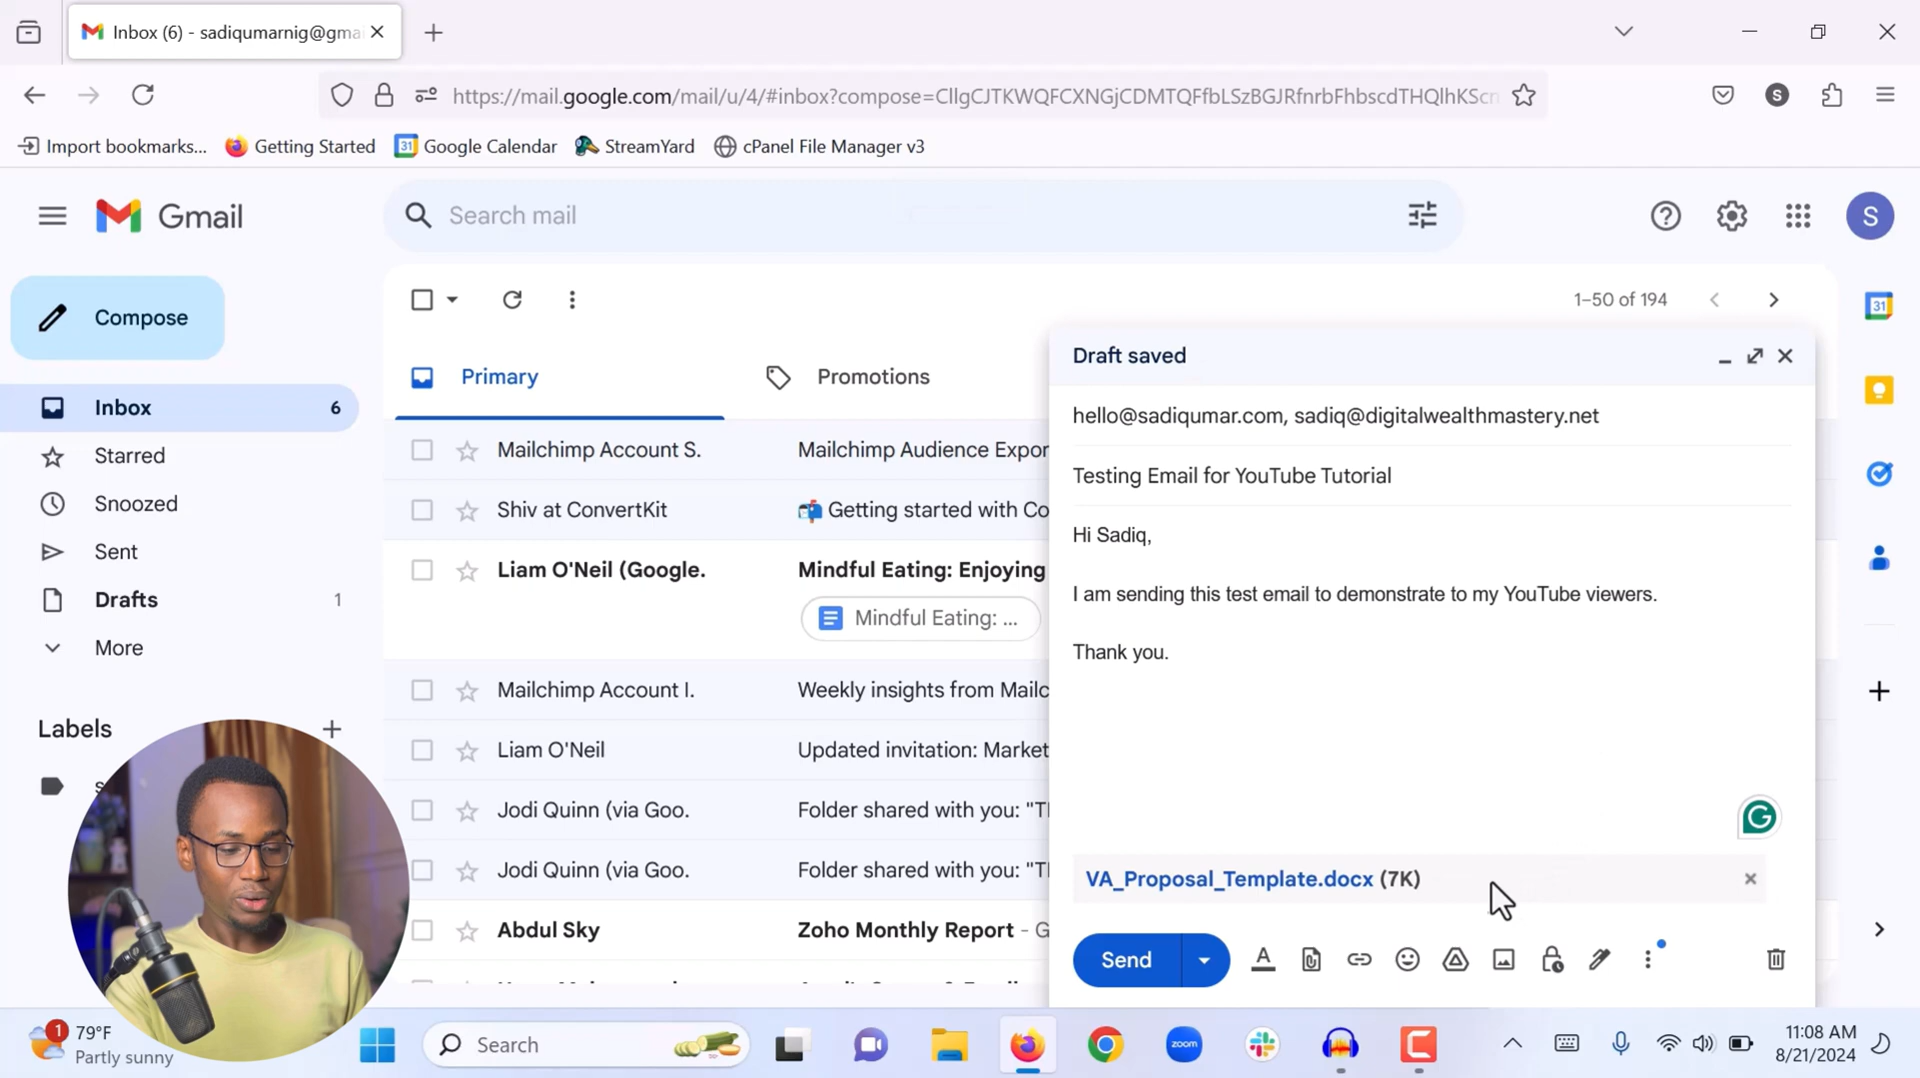 Inbox (6) - sadiqumarnig@gma
https://mail.google.com/mail/u/4/#inbox?compose=CllgCJTKWQFCXNGjCDMTQFfbLSzBGJRfnrbFhbscdTHQlhKScn
S
Import bookmarks...
Getting Started
31
Google Calendar
StreamYard
cPanel File Manager v3
Gmail
Search mail
S
Compose
1–50 of 194
31
Primary
Promotions
Inbox 6
Starred
Snoozed
Sent
Drafts 1
More
Labels
Mailchimp Account S. Mailchimp Audience Expor
Shiv at ConvertKit Getting started with Co
Liam O'Neil (Google. Mindful Eating: Enjoying
Mindful Eating: ...
Mailchimp Account I. Weekly insights from Mailc
Liam O'Neil Updated invitation: Market
Jodi Quinn (via Goo. Folder shared with you: "T
Jodi Quinn (via Goo. Folder shared with you: "T
Abdul Sky Zoho Monthly Report - G
Draft saved
hello@sadiqumar.com, sadiq@digitalwealthmastery.net
Testing Email for YouTube Tutorial
Hi Sadiq,
I am sending this test email to demonstrate to my YouTube viewers.
Thank you.
G
VA_Proposal_Template.docx (7K)
Send
A
1
79°F
Partly sunny
Search
zoom
C
11:08 AM
8/21/2024